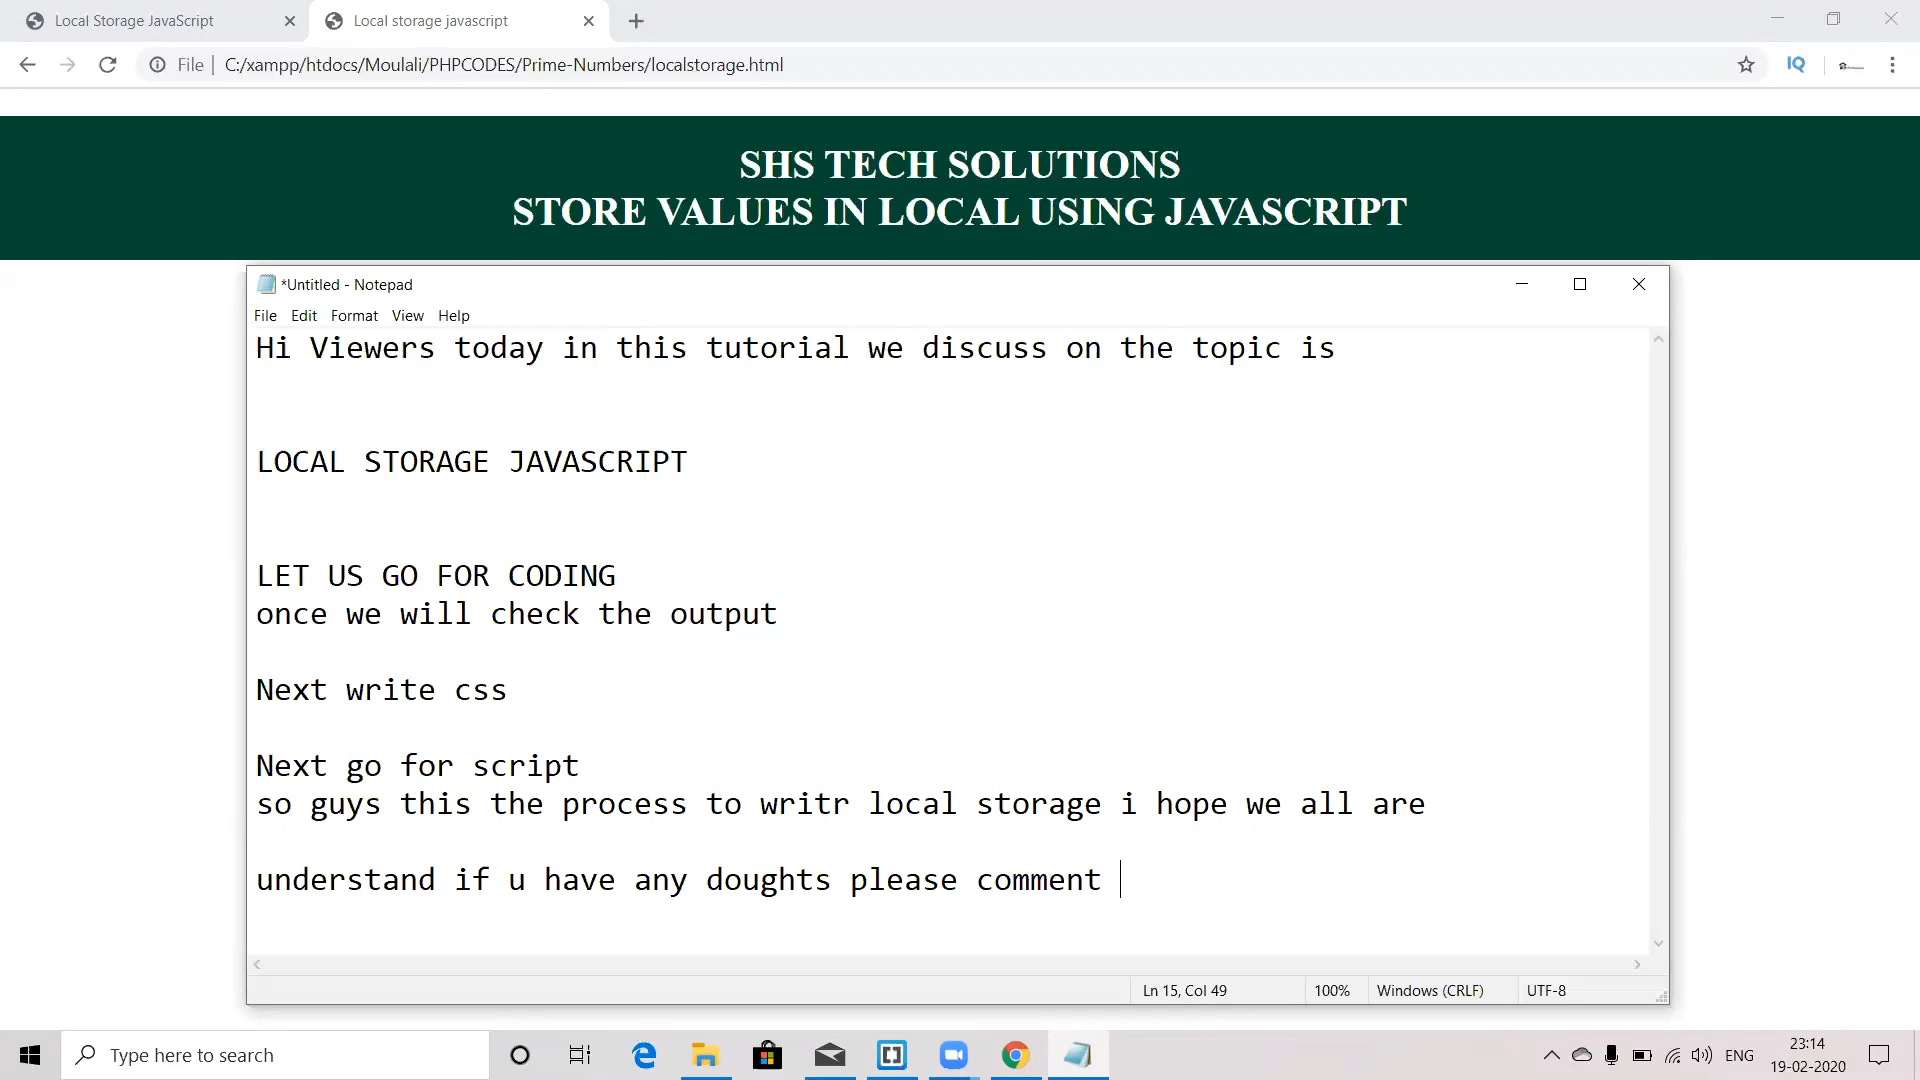 Local Storage JavaScript
Local storage javascript
File
C:/xampp/htdocs/Moulali/PHPCODES/Prime-Numbers/localstorage.html
IQ
SHS TECH SOLUTIONS
STORE VALUES IN LOCAL USING JAVASCRIPT
*Untitled - Notepad
File Edit Format View Help
Hi Viewers today in this tutorial we discuss on the topic is
LOCAL STORAGE JAVASCRIPT
LET US GO FOR CODING
once we will check the output
Next write css
Next go for script
so guys this the process to writr local storage i hope we all are
understand if u have any doughts please comment
Ln 15, Col 49 100% Windows (CRLF) UTF-8
Type here to search
ENG
23:14
19-02-2020